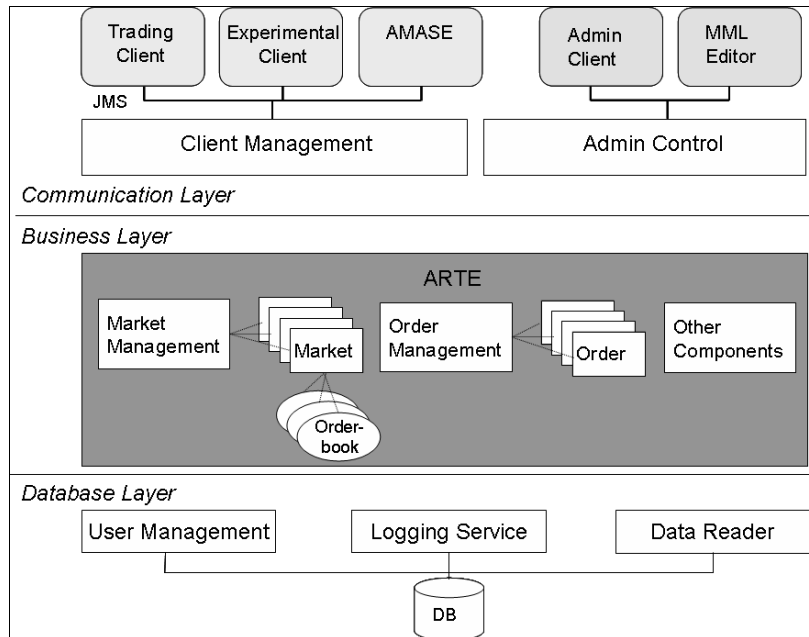 Trading
Client
Experimental
Client
AMASE
Admin
Client
MML
Editor
JMS
Client Management
Admin Control
Communication Layer
Business Layer
ARTE
Market
Management
Market
Order-
book
Order
Management
Order
Other
Components
Database Layer
User Management
Logging Service
Data Reader
DB